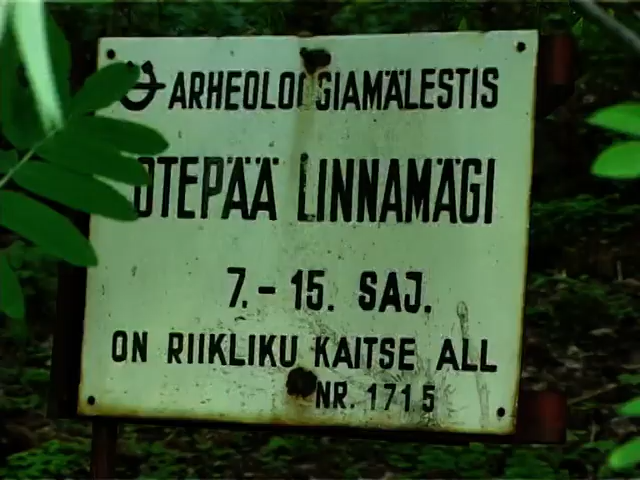 ARHEOLOOGIAMÄLESTIS
OTEPÄÄ LINNAMÄGI
7.- 15. SAJ.
ON RIIKLIKU KAITSE ALL
NR. 1715